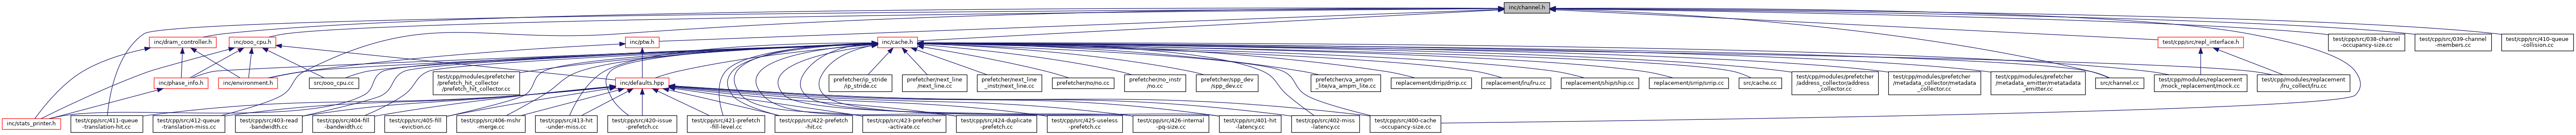 inc/channel.h
inc/dram_controller.h
inc/ooo_cpu.h
inc/ptw.h
inc/cache.h
test/cpp/src/repl_interface.h
test/cpp/src/038-channel
-occupancy-size.cc
test/cpp/src/039-channel
-members.cc
test/cpp/src/410-queue
-collision.cc
inc/phase_info.h
inc/environment.h
src/ooo_cpu.cc
test/cpp/modules/prefetcher
/prefetch_hit_collector
/prefetch_hit_collector.cc
inc/defaults.hpp
prefetcher/ip_stride
/ip_stride.cc
prefetcher/next_line
/next_line.cc
prefetcher/next_line
_instr/next_line.cc
prefetcher/no/no.cc
prefetcher/no_instr
/no.cc
prefetcher/spp_dev
/spp_dev.cc
prefetcher/va_ampm
_lite/va_ampm_lite.cc
replacement/drrip/drrip.cc
replacement/lru/lru.cc
replacement/ship/ship.cc
replacement/srrip/srrip.cc
src/cache.cc
test/cpp/modules/prefetcher
/address_collector/address
_collector.cc
test/cpp/modules/prefetcher
/metadata_collector/metadata
_collector.cc
test/cpp/modules/prefetcher
/metadata_emitter/metatadata
_emitter.cc
src/channel.cc
test/cpp/modules/replacement
/mock_replacement/mock.cc
test/cpp/modules/replacement
/lru_collect/lru.cc
inc/stats_printer.h
test/cpp/src/411-queue
-translation-hit.cc
test/cpp/src/412-queue
-translation-miss.cc
test/cpp/src/403-read
-bandwidth.cc
test/cpp/src/404-fill
-bandwidth.cc
test/cpp/src/405-fill
-eviction.cc
test/cpp/src/406-mshr
-merge.cc
test/cpp/src/413-hit
-under-miss.cc
test/cpp/src/420-issue
-prefetch.cc
test/cpp/src/421-prefetch
-fill-level.cc
test/cpp/src/422-prefetch
-hit.cc
test/cpp/src/423-prefetcher
-activate.cc
test/cpp/src/424-duplicate
-prefetch.cc
test/cpp/src/425-useless
-prefetch.cc
test/cpp/src/426-internal
-pq-size.cc
test/cpp/src/401-hit
-latency.cc
test/cpp/src/402-miss
-latency.cc
test/cpp/src/400-cache
-occupancy-size.cc